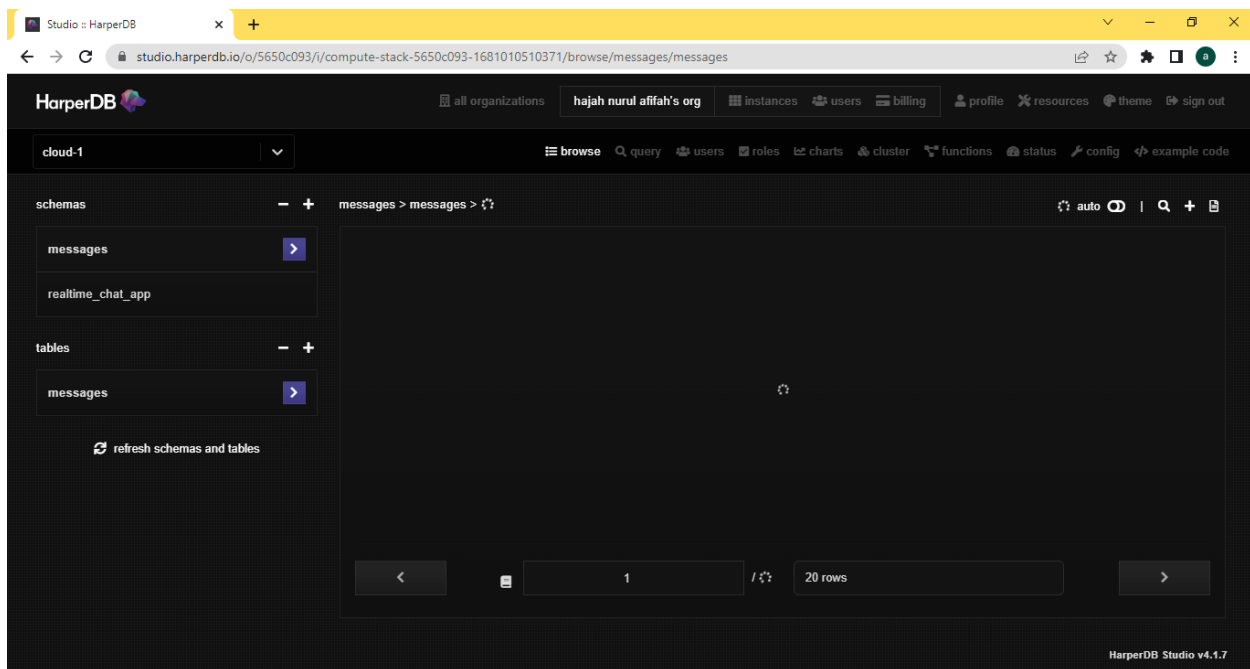 Studio :: HarperDB
studio.harperdb.io/o/5650c093/i/compute-stack-5650c093-1681010510371/browse/messages/messages
a
HarperDB
all organizations hajah nurul afifah's org instances users billing profile resources theme sign out
cloud-1
browse query users roles charts cluster functions status config example code
schemas
messages > messages >
auto |
messages
realtime_chat_app
tables
messages
refresh schemas and tables
1 / 20 rows
HarperDB Studio v4.1.7